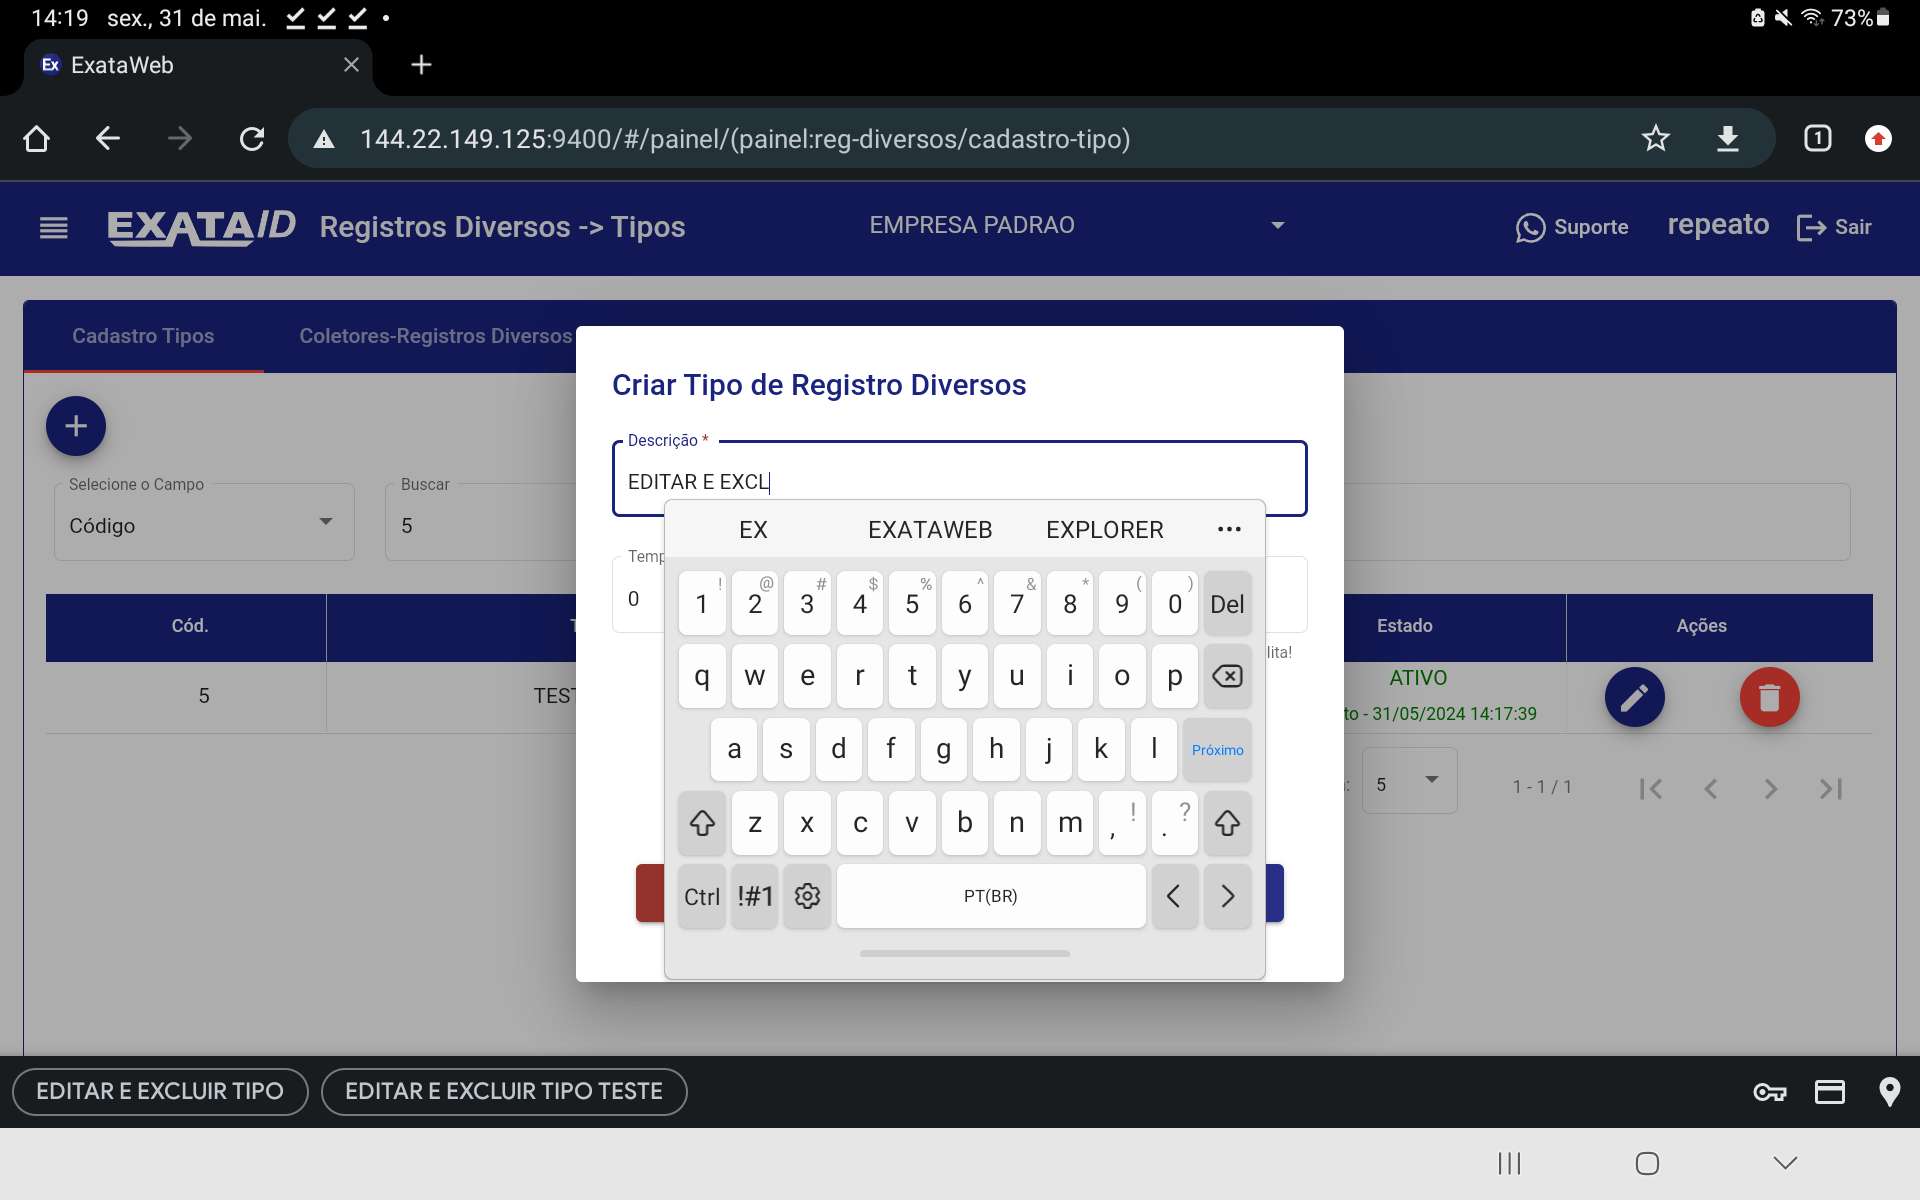 14:19 sex., 31 de mai.
73%
Ex ExataWeb
144.22.149.125:9400/#/painel/(painel:reg-diversos/cadastro-tipo)
1
EXATAID Registros Diversos -> Tipos EMPRESA PADRAO Suporte repeato Sair
Cadastro Tipos Coletores-Registros Diversos
Criar Tipo de Registro Diversos
Descrição *
EDITAR E EXCL
Selecione o Campo
Código
Buscar
5
EX EXATAWEB EXPLORER
Temp
0
lita!
! @ # $ % ^ & * ( )
1 2 3 4 5 6 7 8 9 0 Del
q w e r t y u i o p
a s d f g h j k l Próximo
z x c v b n m , ! . ?
Ctrl !#1 PT(BR)
Cód. T Estado Ações
5 TEST ATIVO
to - 31/05/2024 14:17:39
: 5 1 - 1 / 1
EDITAR E EXCLUIR TIPO EDITAR E EXCLUIR TIPO TESTE